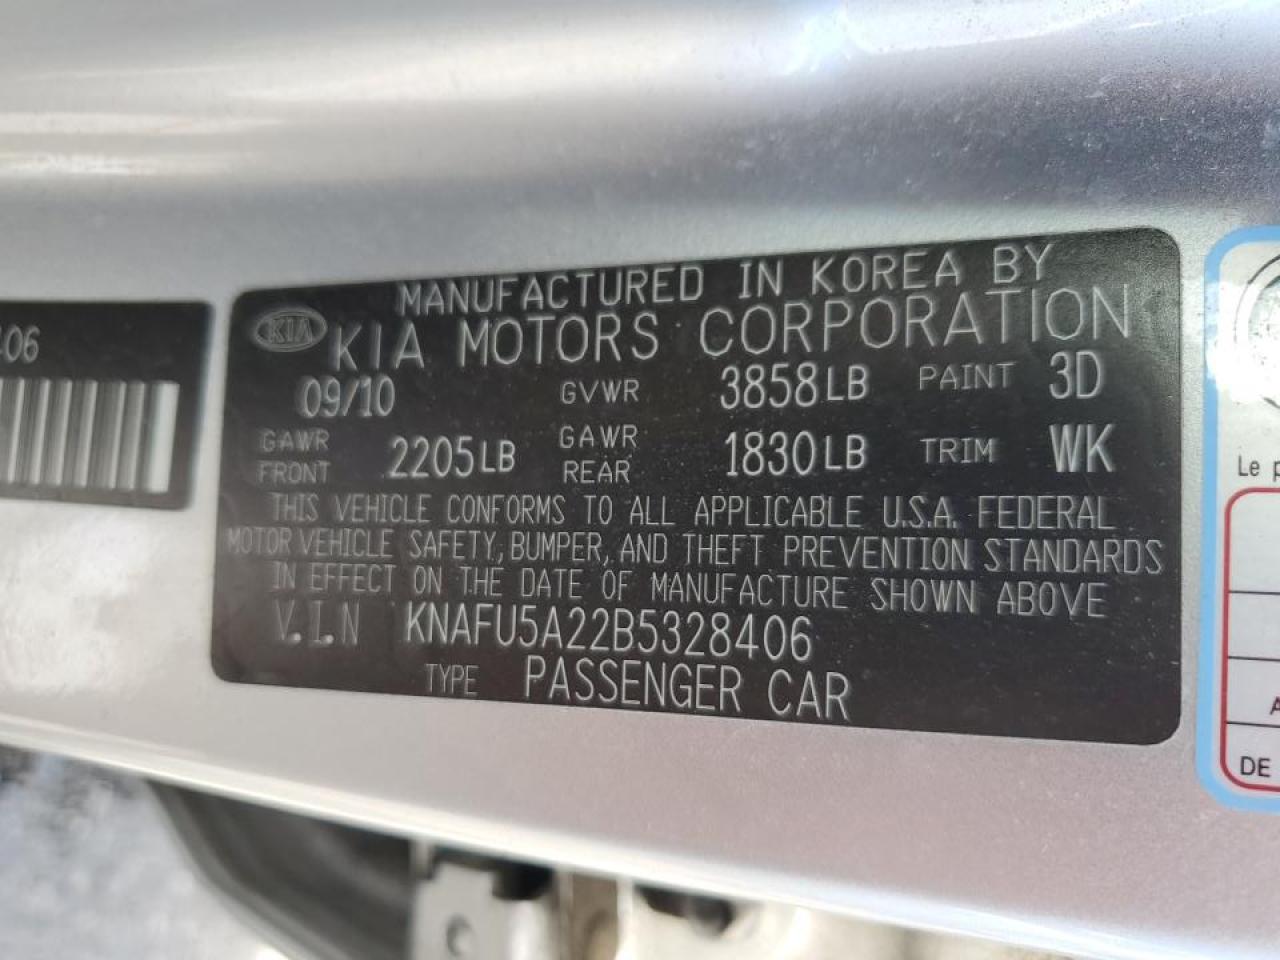 406
MANUFACTURED IN KOREA BY
KIA KIA MOTORS CORPORATION
09/10 GVWR 3858LB PAINT 3D
GAWR FRONT 2205LB GAWR REAR 1830LB TRIM WK
THIS VEHICLE CONFORMS TO ALL APPLICABLE U.S.A. FEDERAL
MOTOR VEHICLE SAFETY, BUMPER, AND THEFT PREVENTION STANDARDS
IN EFFECT ON THE DATE OF MANUFACTURE SHOWN ABOVE
V.I.N KNAFU5A22B5328406
TYPE PASSENGER CAR
Le
DE